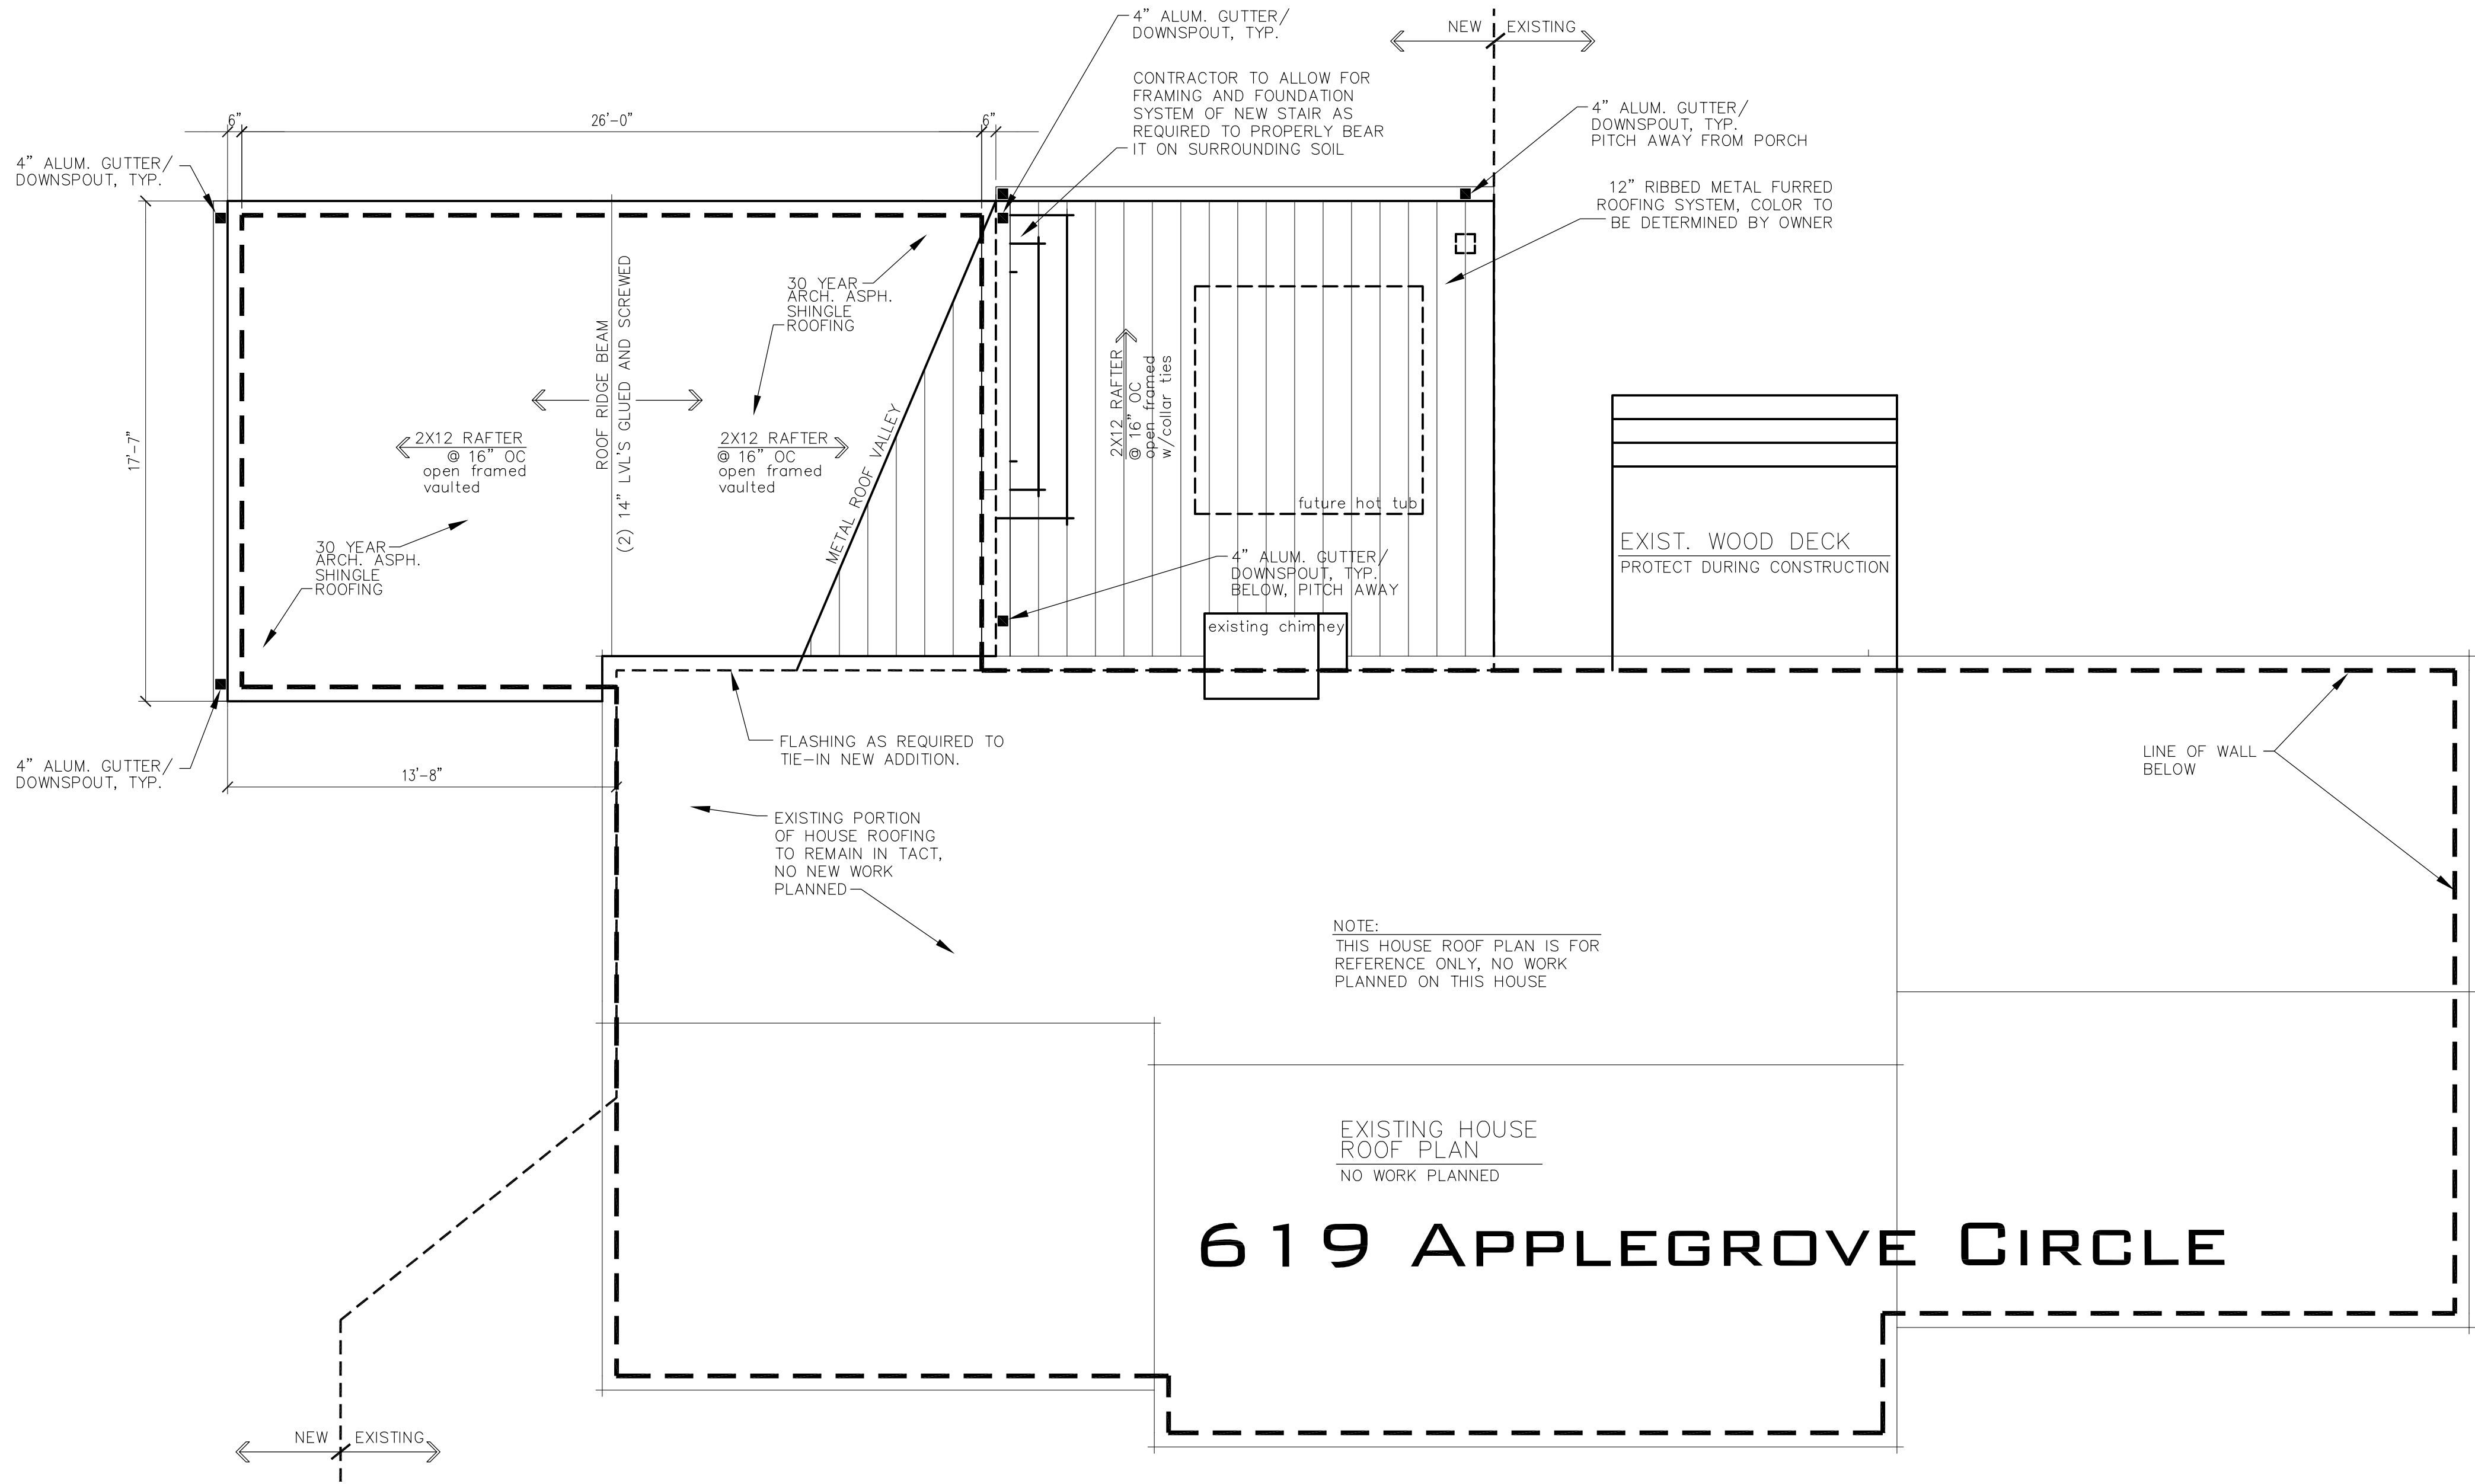 4" ALUM. GUTTER/
DOWNSPOUT, TYP.
NEW
EXISTING
CONTRACTOR TO ALLOW FOR
FRAMING AND FOUNDATION
SYSTEM OF NEW STAIR AS
REQUIRED TO PROPERLY BEAR
IT ON SURROUNDING SOIL
4" ALUM. GUTTER/
DOWNSPOUT, TYP.
PITCH AWAY FROM PORCH
6"
26'-0"
6"
4" ALUM. GUTTER/
DOWNSPOUT, TYP.
12" RIBBED METAL FURRED
ROOFING SYSTEM, COLOR TO
BE DETERMINED BY OWNER
30 YEAR
ARCH. ASPH.
SHINGLE
ROOFING
ROOF RIDGE BEAM
(2) 14" LVL'S GLUED AND SCREWED
2X12 RAFTER
@ 16" OC
open framed
w/collar ties
17'-7"
2X12 RAFTER
@ 16" OC
open framed
vaulted
2X12 RAFTER
@ 16" OC
open framed
vaulted
METAL ROOF VALLEY
future hot tub
30 YEAR
ARCH. ASPH.
SHINGLE
ROOFING
4" ALUM. GUTTER/
DOWNSPOUT, TYP.
BELOW, PITCH AWAY
EXIST. WOOD DECK
PROTECT DURING CONSTRUCTION
existing chimney
FLASHING AS REQUIRED TO
TIE-IN NEW ADDITION.
4" ALUM. GUTTER/
DOWNSPOUT, TYP.
13'-8"
LINE OF WALL
BELOW
EXISTING PORTION
OF HOUSE ROOFING
TO REMAIN IN TACT,
NO NEW WORK
PLANNED
NOTE:
THIS HOUSE ROOF PLAN IS FOR
REFERENCE ONLY, NO WORK
PLANNED ON THIS HOUSE
EXISTING HOUSE
ROOF PLAN
NO WORK PLANNED
619 APPLEGROVE CIRCLE
NEW
EXISTING